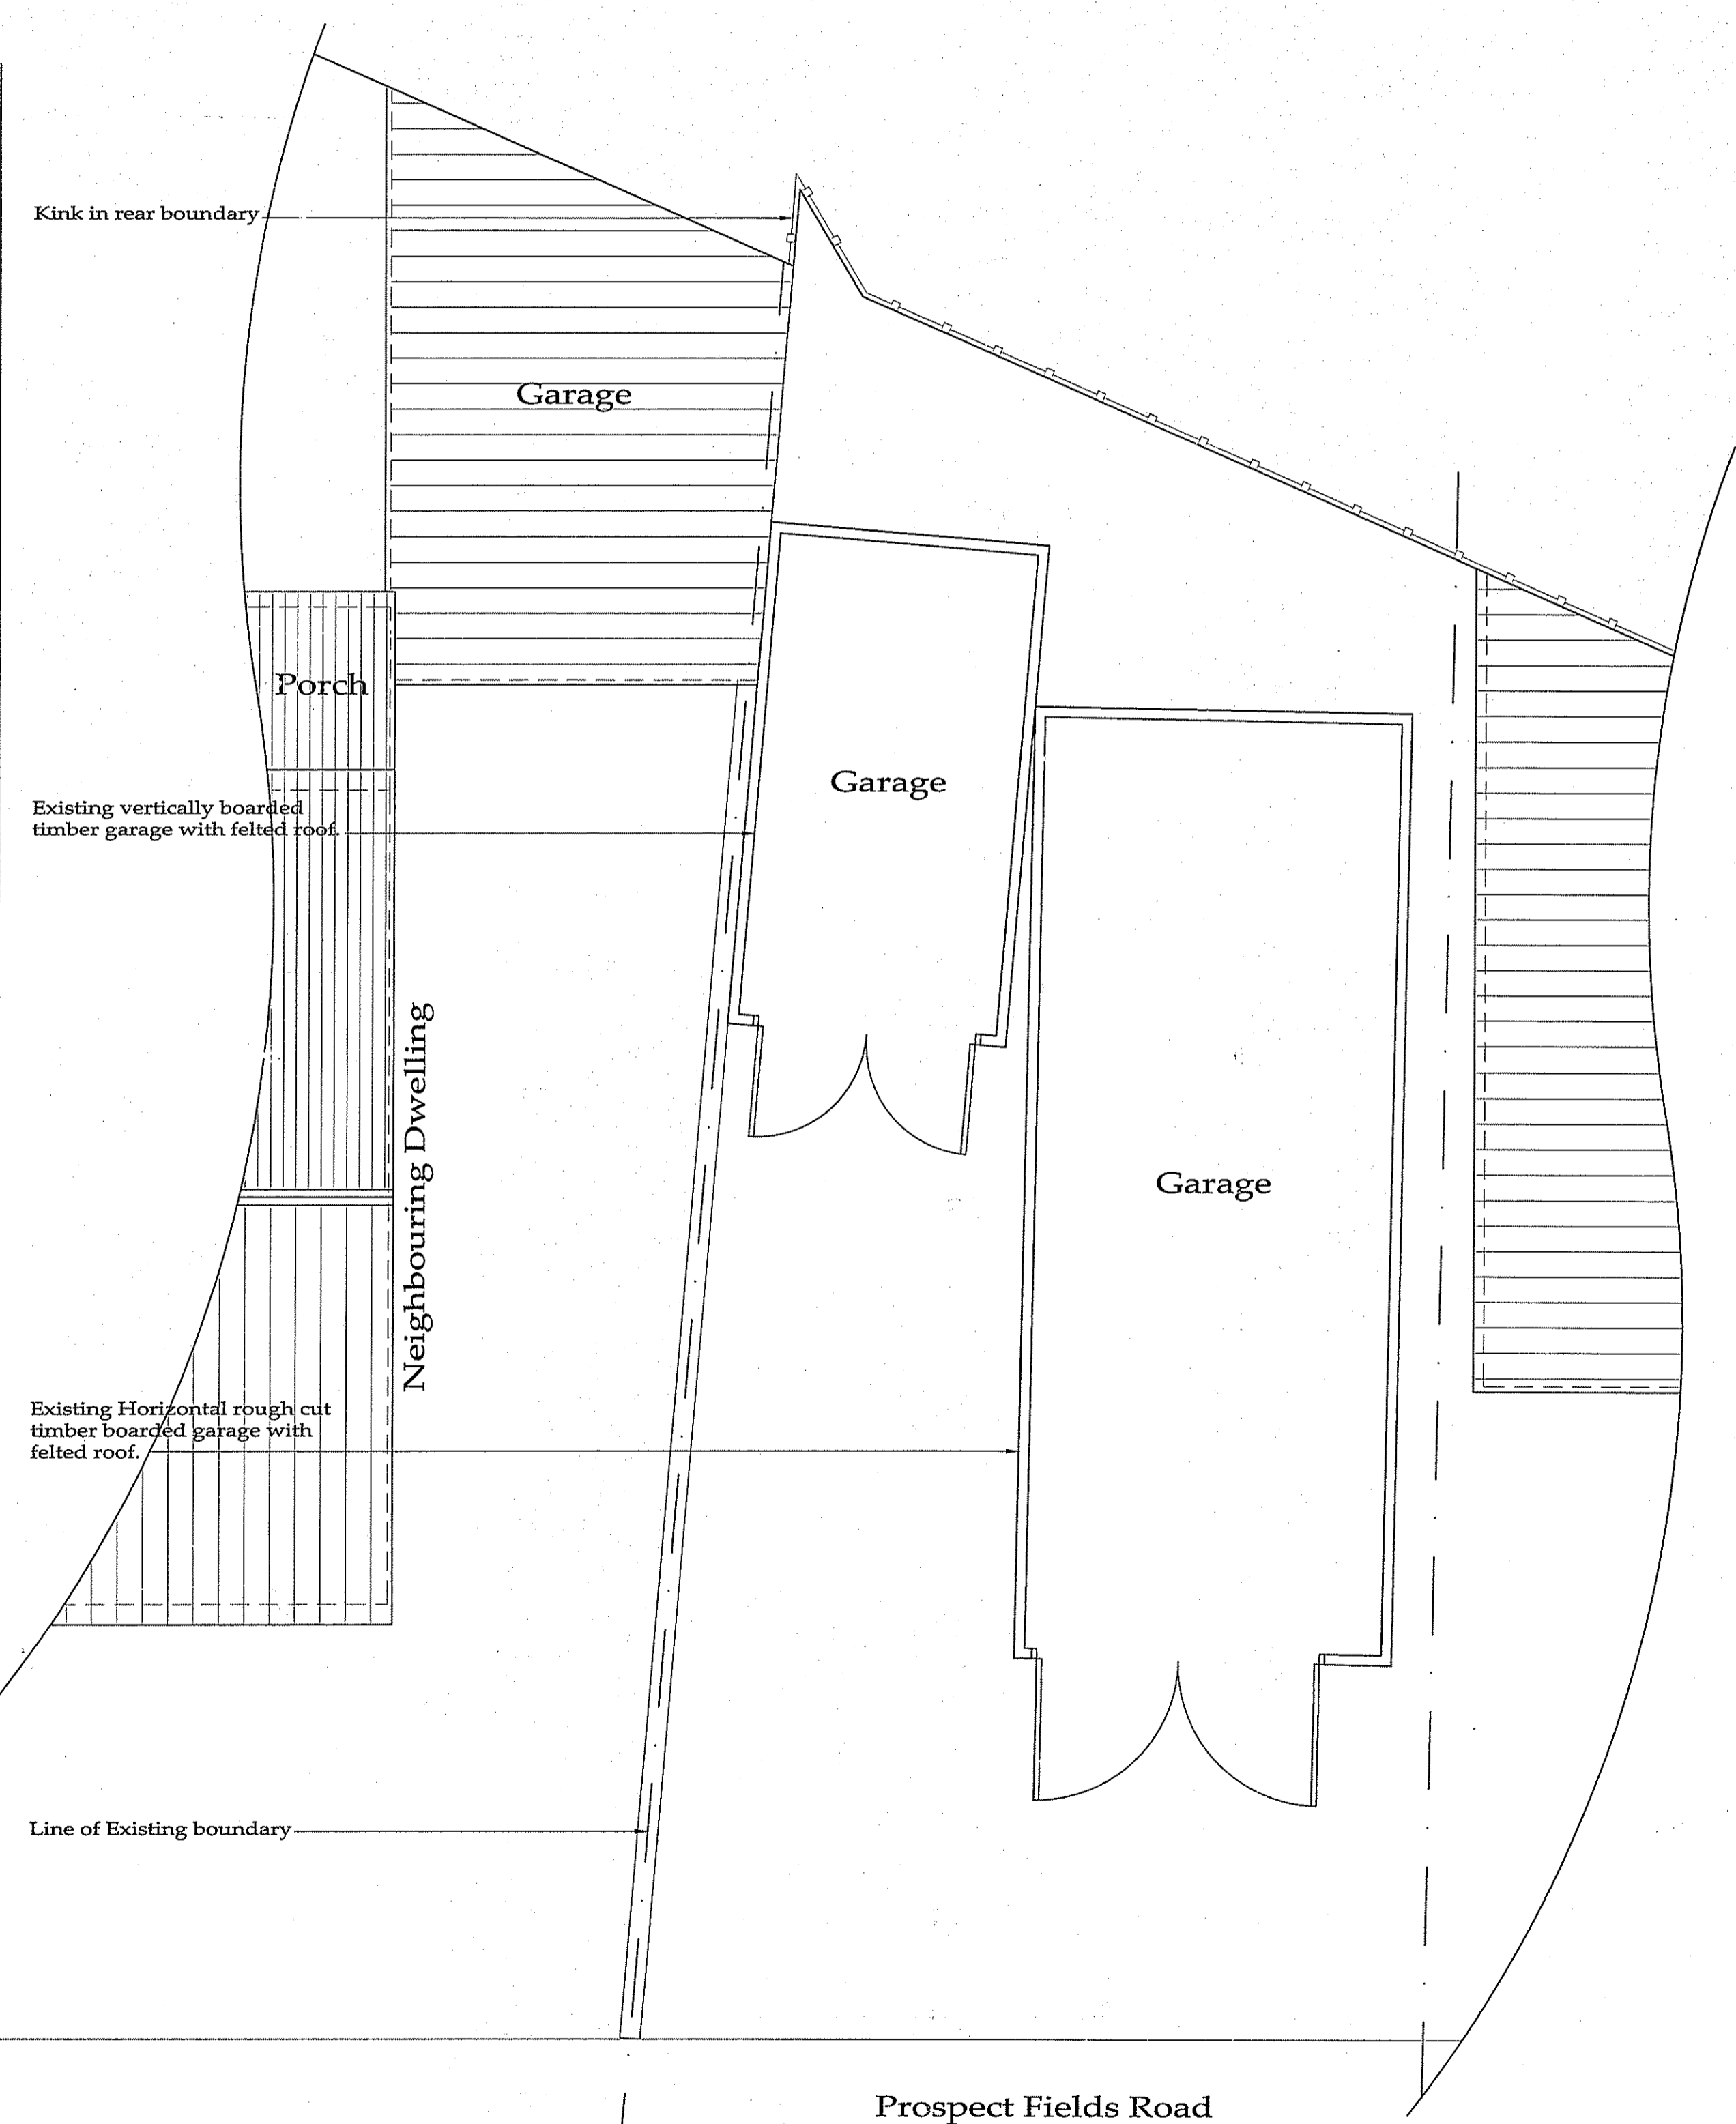 Kink in rear boundary
Garage
Porch
Garage
Existing vertically boarded
timber garage with felted roof.
Neighbouring Dwelling
Garage
Existing Horizontal rough cut
timber boarded garage with
felted roof.
Line of Existing boundary
Prospect Fields Road